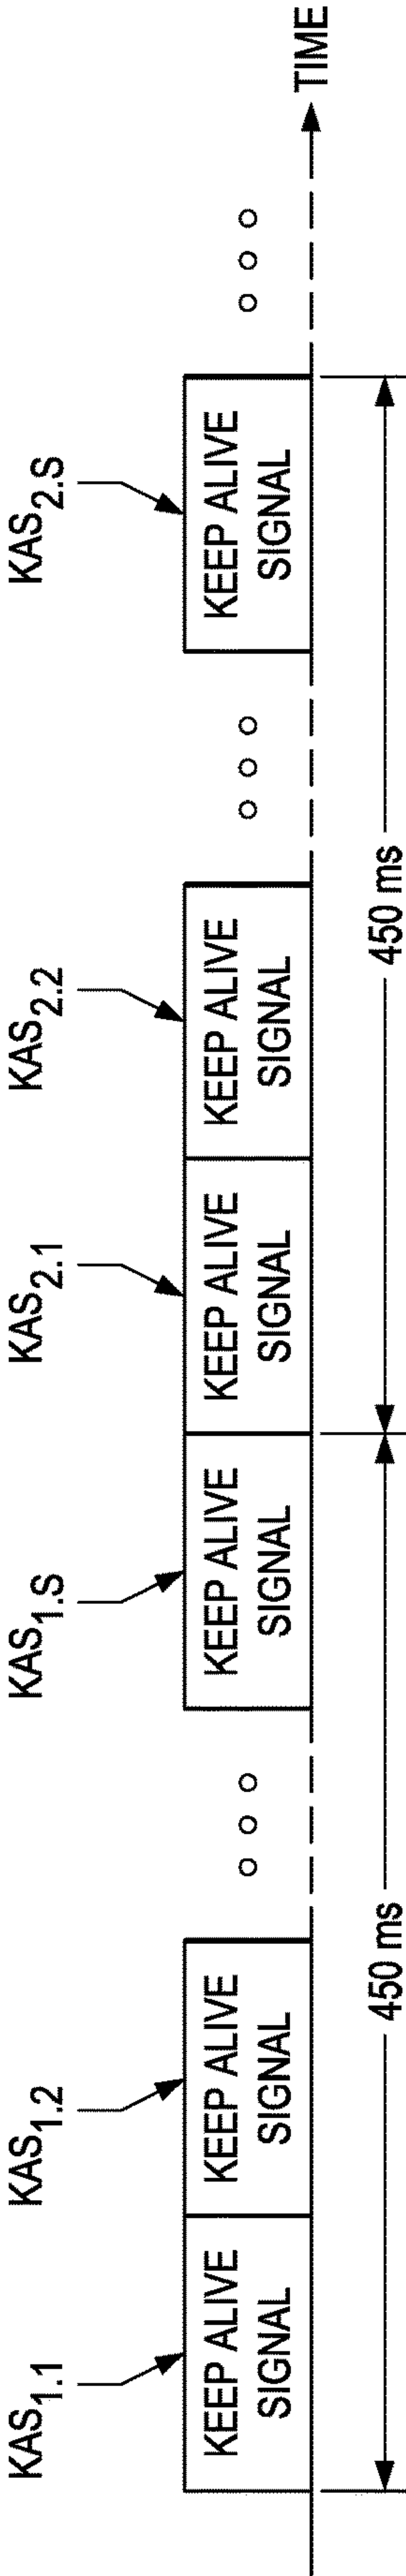 KAS1.1
KAS1.2
KAS1.S
KAS2.1
KAS2.2
KAS2.S
KEEP ALIVE
SIGNAL
KEEP ALIVE
SIGNAL
KEEP ALIVE
SIGNAL
KEEP ALIVE
SIGNAL
KEEP ALIVE
SIGNAL
KEEP ALIVE
SIGNAL
TIME
450 ms
450 ms